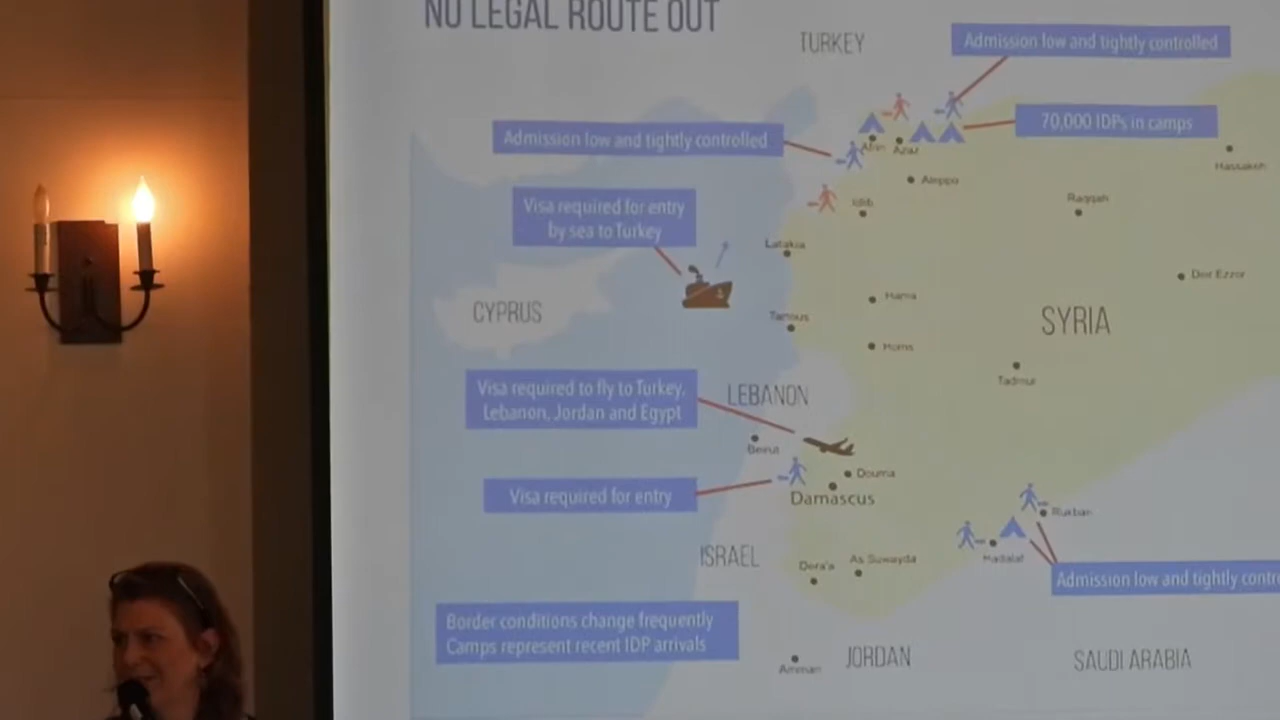 NO LEGAL ROUTE OUT
TURKEY
Admission low and tightly controlled
70,000 IDPs in camps
Admission low and tightly controlled
Afrin
Azaz
Hassakeh
Aleppo
Visa required for entry
by sea to Turkey
Idlib
Raqqah
Latakia
Deir Ezzor
CYPRUS
Hama
Tartous
SYRIA
Homs
Tadmur
Visa required to fly to Turkey,
Lebanon, Jordan and Egypt
LEBANON
Beirut
Douma
Visa required for entry
Damascus
Rukban
ISRAEL
Hadalat
Dera'a
As Suwayda
Admission low and tightly contro
Border conditions change frequently
Camps represent recent IDP arrivals
Amman
JORDAN
SAUDI ARABIA